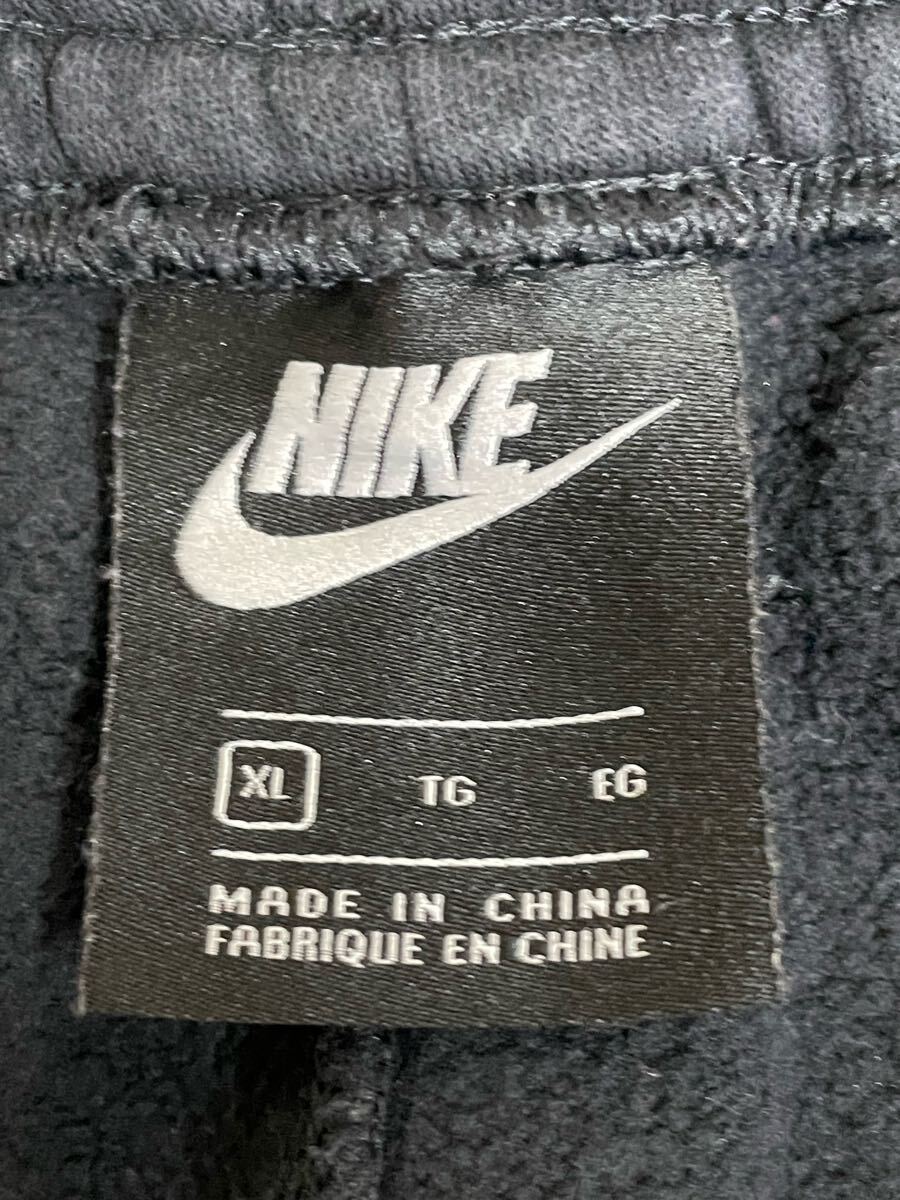 NIKE
XL TG EG
MADE IN CHINA
FABRIQUE EN CHINE